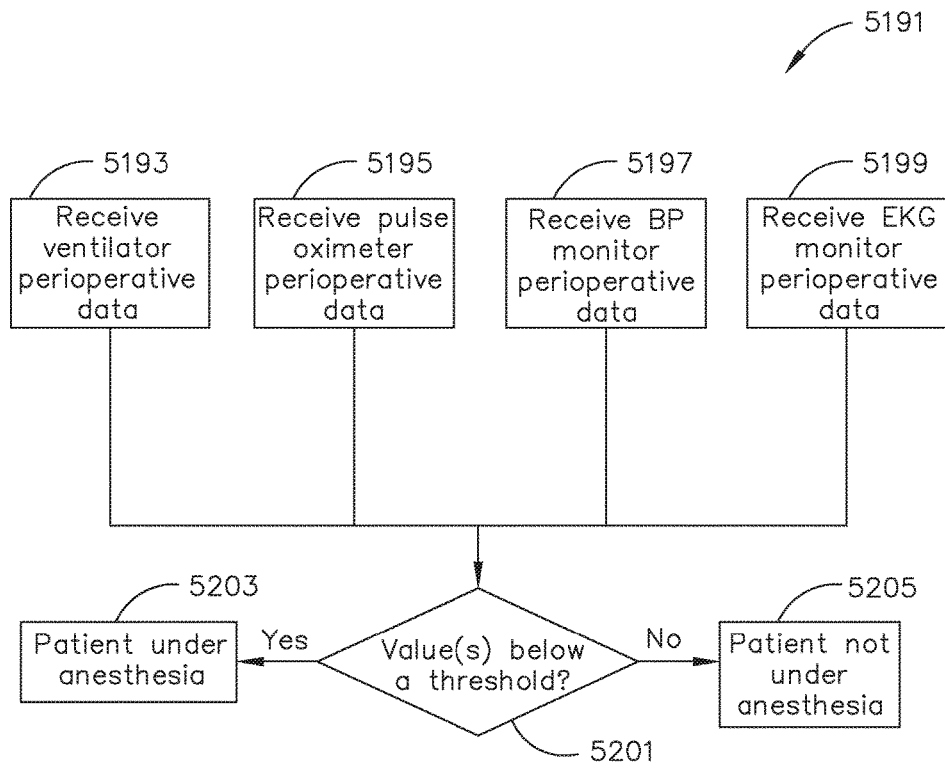 5191
5193
Receive
ventilator
perioperative
data
5195
Receive pulse
oximeter
perioperative
data
5197
Receive BP
monitor
perioperative
data
5199
Receive EKG
monitor
perioperative
data
5203
Patient under
anesthesia
Yes
Value(s) below
a threshold?
5201
No
5205
Patient not
under
anesthesia